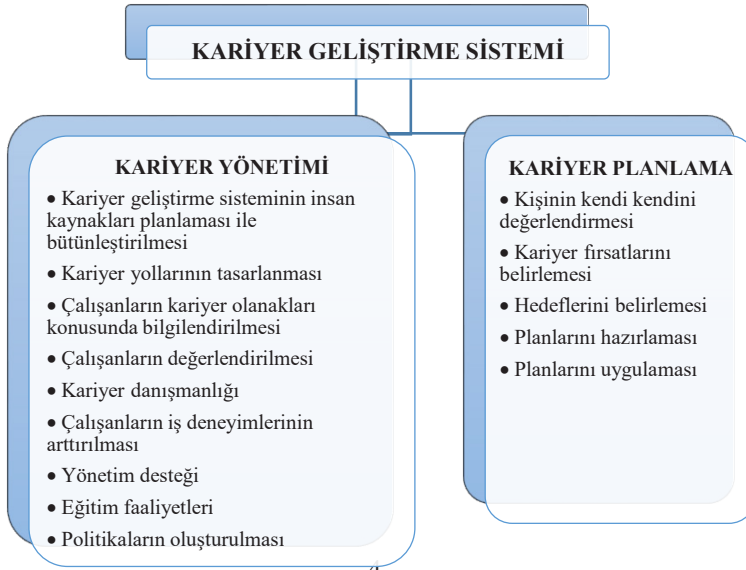 KARİYER GELİŞTİRME SİSTEMİ
KARİYER YÖNETİMİ
• Kariyer geliştirme sisteminin insan
kaynakları planlaması ile
bütünleştirilmesi
• Kariyer yollarının tasarlanması
• Çalışanların kariyer olanakları
konusunda bilgilendirilmesi
• Çalışanların değerlendirilmesi
• Kariyer danışmanlığı
• Çalışanların iş deneyimlerinin
arttırılması
• Yönetim desteği
• Eğitim faaliyetleri
• Politikaların oluşturulması
KARİYER PLANLAMA
• Kişinin kendi kendini
değerlendirmesi
• Kariyer fırsatlarını
belirlemesi
• Hedeflerini belirlemesi
• Planlarını hazırlaması
• Planlarını uygulaması